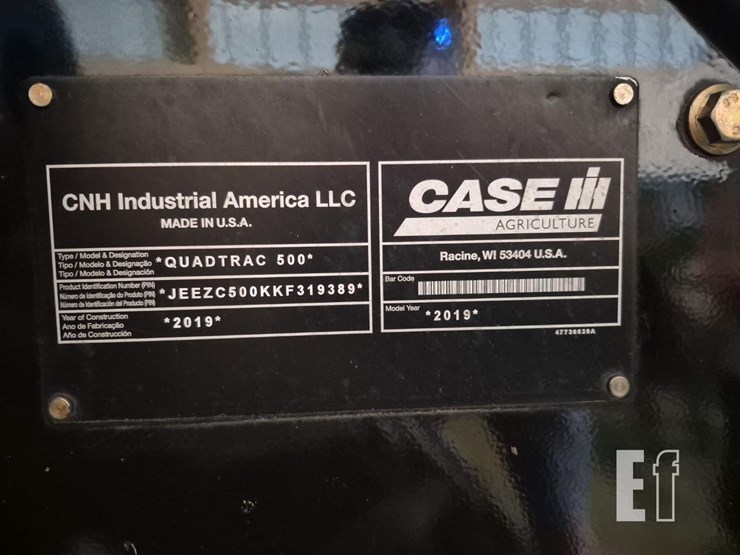 CNH Industrial America LLC
MADE IN U.S.A.
Type / Model & Designation
Tipo / Modelo & Designação
Tipo / Modelo & Designación
*QUADTRAC 500*
Product Identification Number (PIN)
Número de Identificação do Produto (PIN)
Número de Identificación del Producto (PIN)
*JEEZC500KKF319389*
Year of Construction
Ano de Fabricação
Año de Construcción
*2019*
CASE IH
AGRICULTURE
Racine, WI 53404 U.S.A.
Bar Code
Model Year
*2019*
47736639A
Ef